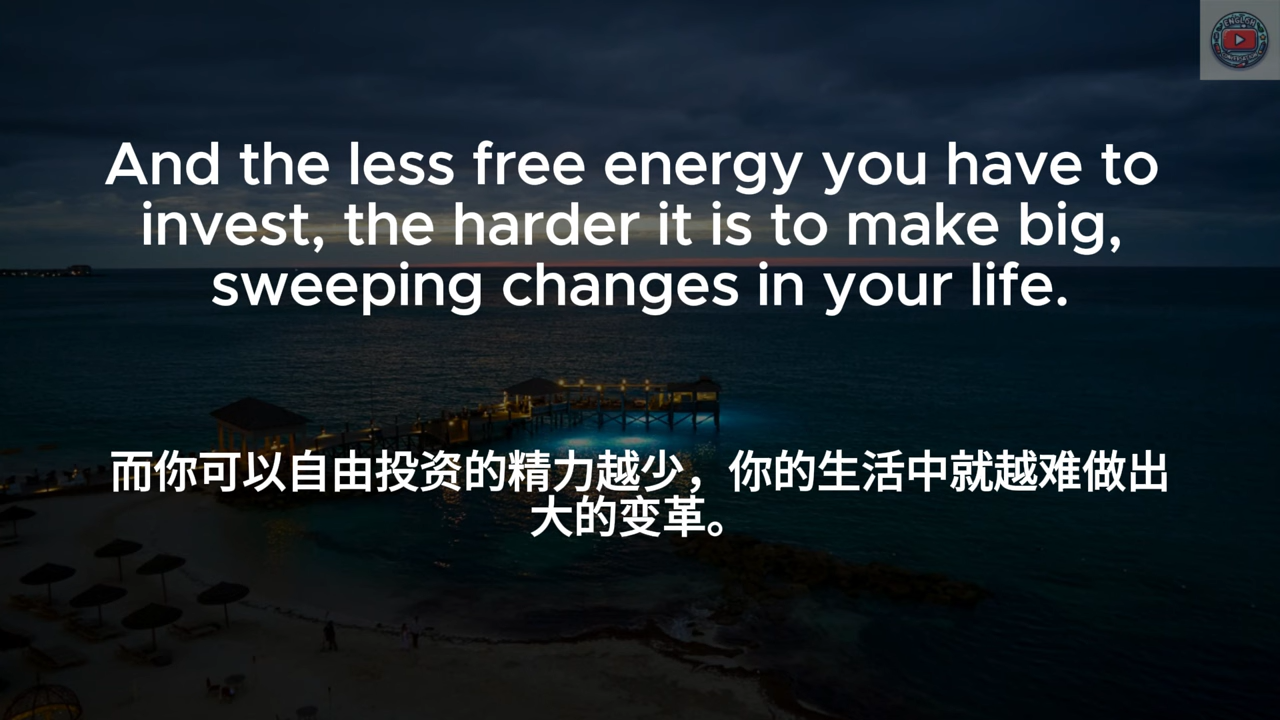 And the less free energy you have to
invest, the harder it is to make big,
sweeping changes in your life.
而你可以自由投资的精力越少，你的生活中就越难做出
大的变革。
ENGLISH